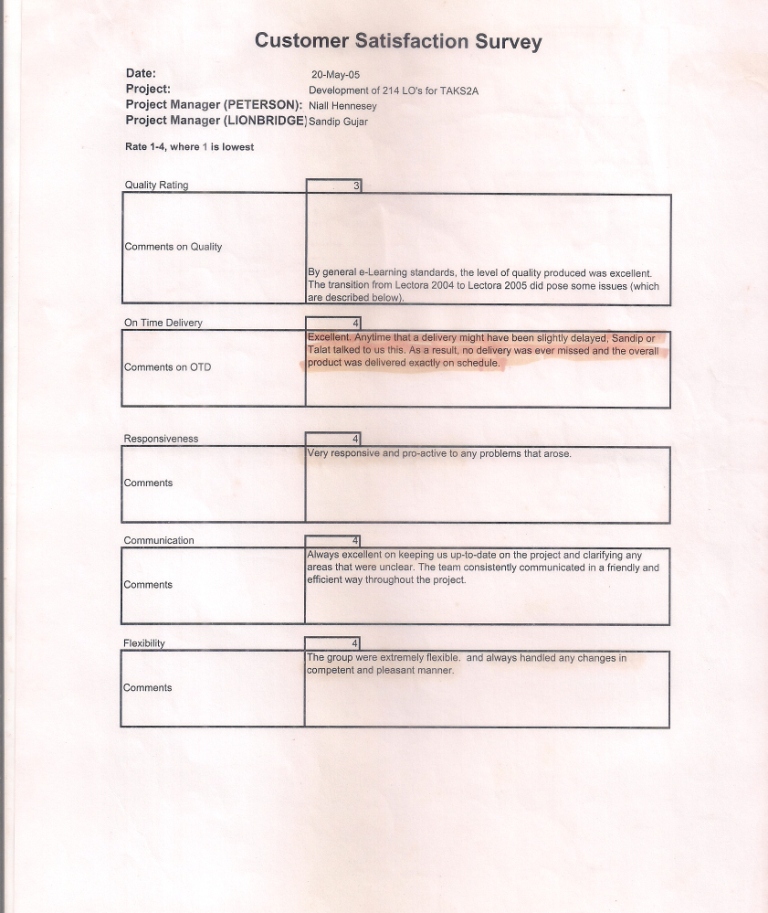 Customer Satisfaction Survey
Date: 20-May-05
Project: Development of 214 LO's for TAKS2A
Project Manager (PETERSON): Niall Hennesey
Project Manager (LIONBRIDGE) Sandip Gujar
Rate 1-4, where 1 is lowest
Quality Rating 3
Comments on Quality
By general e-Learning standards, the level of quality produced was excellent.
The transition from Lectora 2004 to Lectora 2005 did pose some issues (which
are described below).
On Time Delivery 4
Comments on OTD
Excellent. Anytime that a delivery might have been slightly delayed, Sandip or
Talat talked to us this. As a result, no delivery was ever missed and the overall
product was delivered exactly on schedule.
Responsiveness 4
Comments
Very responsive and pro-active to any problems that arose.
Communication 4
Comments
Always excellent on keeping us up-to-date on the project and clarifying any
areas that were unclear. The team consistently communicated in a friendly and
efficient way throughout the project.
Flexibility 4
Comments
The group were extremely flexible.  and always handled any changes in
competent and pleasant manner.